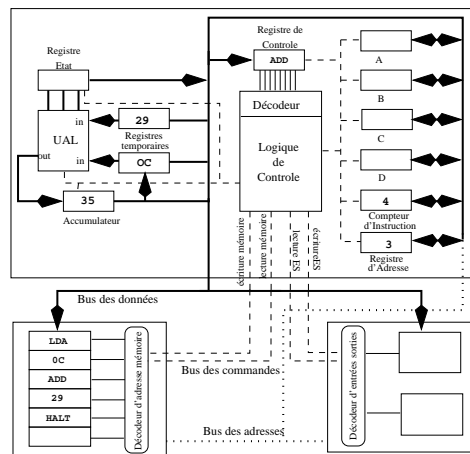 Registre
Etat
Registre de
Controle
ADD
A
in
29
UAL
Registres
temporaires
in
OC
out
35
Accumulateur
Décodeur
Logique
de
Controle
B
C
D
4
Compteur
d'Instruction
3
Registre
d'Adresse
écriture mémoire
lecture mémoire
lecture ES
écritureES
Bus des données
LDA
0C
ADD
29
HALT
Décodeur d'adresse mémoire
Bus des commandes
Bus des adresses
Décodeur d'entrées sorties